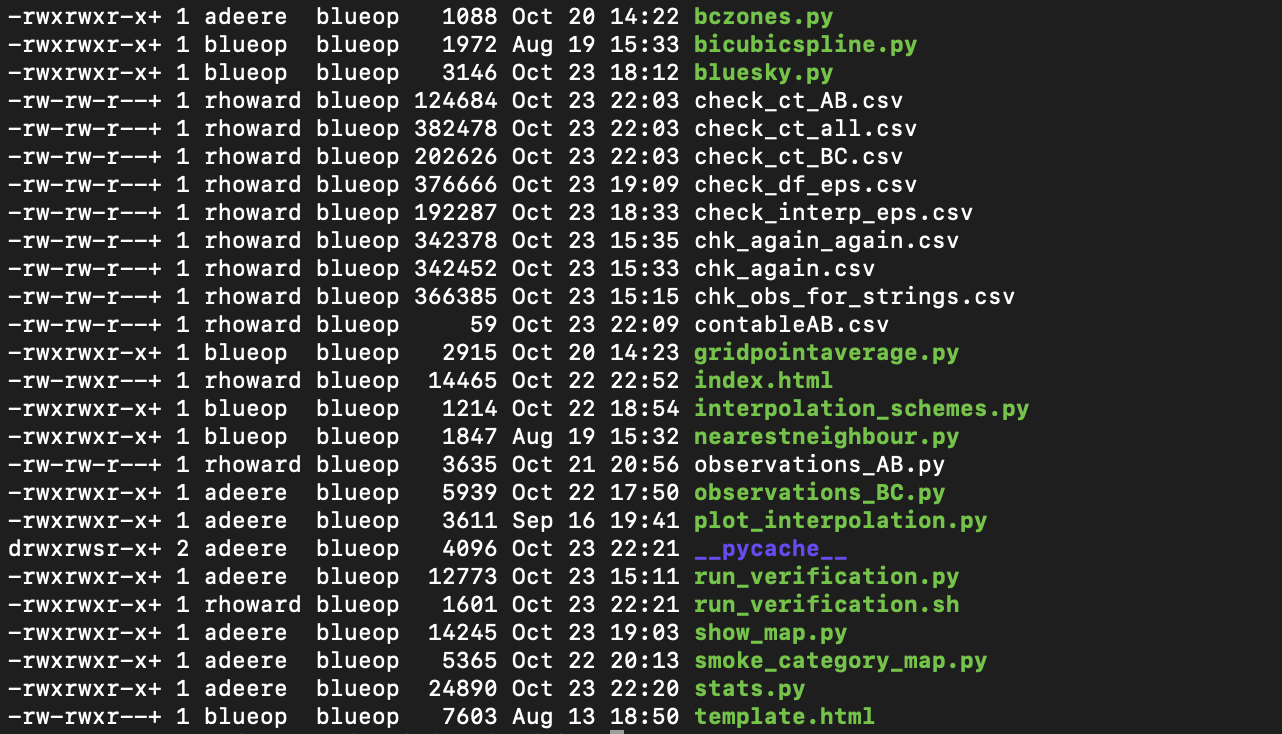 -rwxrwxr-x+ 1 adeere  blueop   1088 Oct 20 14:22 bczones.py
-rwxrwxr-x+ 1 blueop  blueop   1972 Aug 19 15:33 bicubicspline.py
-rwxrwxr-x+ 1 blueop  blueop   3146 Oct 23 18:12 bluesky.py
-rw-rw-r--+ 1 rhoward blueop 124684 Oct 23 22:03 check_ct_AB.csv
-rw-rw-r--+ 1 rhoward blueop 382478 Oct 23 22:03 check_ct_all.csv
-rw-rw-r--+ 1 rhoward blueop 202626 Oct 23 22:03 check_ct_BC.csv
-rw-rw-r--+ 1 rhoward blueop 376666 Oct 23 19:09 check_df_eps.csv
-rw-rw-r--+ 1 rhoward blueop 192287 Oct 23 18:33 check_interp_eps.csv
-rw-rw-r--+ 1 rhoward blueop 342378 Oct 23 15:35 chk_again_again.csv
-rw-rw-r--+ 1 rhoward blueop 342452 Oct 23 15:33 chk_again.csv
-rw-rw-r--+ 1 rhoward blueop 366385 Oct 23 15:15 chk_obs_for_strings.csv
-rw-rw-r--+ 1 rhoward blueop     59 Oct 23 22:09 contableAB.csv
-rwxrwxr-x+ 1 blueop  blueop   2915 Oct 20 14:23 gridpointaverage.py
-rw-rwxr--+ 1 rhoward blueop  14465 Oct 22 22:52 index.html
-rwxrwxr-x+ 1 blueop  blueop   1214 Oct 22 18:54 interpolation_schemes.py
-rwxrwxr-x+ 1 blueop  blueop   1847 Aug 19 15:32 nearestneighbour.py
-rw-rw-r--+ 1 rhoward blueop   3635 Oct 21 20:56 observations_AB.py
-rwxrwxr-x+ 1 adeere  blueop   5939 Oct 22 17:50 observations_BC.py
-rwxrwxr-x+ 1 adeere  blueop   3611 Sep 16 19:41 plot_interpolation.py
drwxrwsr-x+ 2 adeere  blueop   4096 Oct 23 22:21 __pycache__
-rwxrwxr-x+ 1 adeere  blueop  12773 Oct 23 15:11 run_verification.py
-rwxrwxr-x+ 1 rhoward blueop   1601 Oct 23 22:21 run_verification.sh
-rwxrwxr-x+ 1 adeere  blueop  14245 Oct 23 19:03 show_map.py
-rwxrwxr-x+ 1 adeere  blueop   5365 Oct 22 20:13 smoke_category_map.py
-rwxrwxr-x+ 1 adeere  blueop  24890 Oct 23 22:20 stats.py
-rw-rwxr--+ 1 blueop  blueop   7603 Aug 13 18:50 template.html